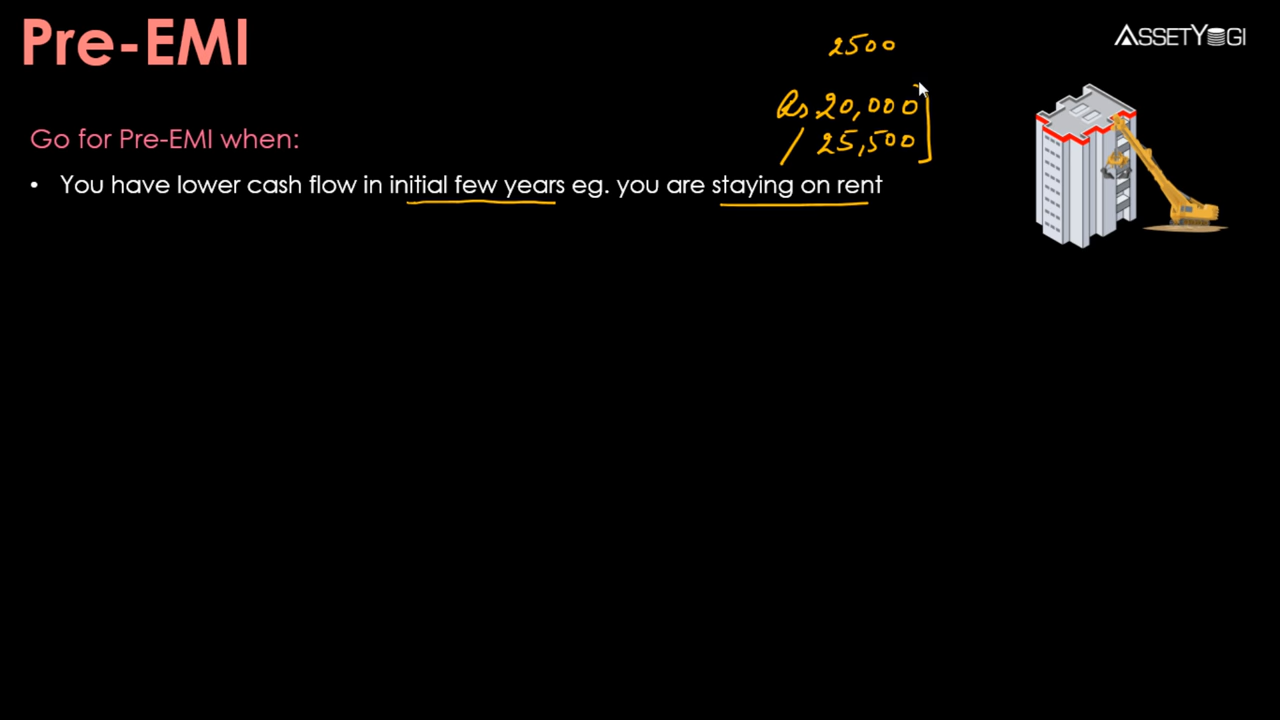 Pre-EMI
2500
ASSETYOGI
Rs 20,000
/ 25,500
Go for Pre-EMI when:
• You have lower cash flow in initial few years eg. you are staying on rent